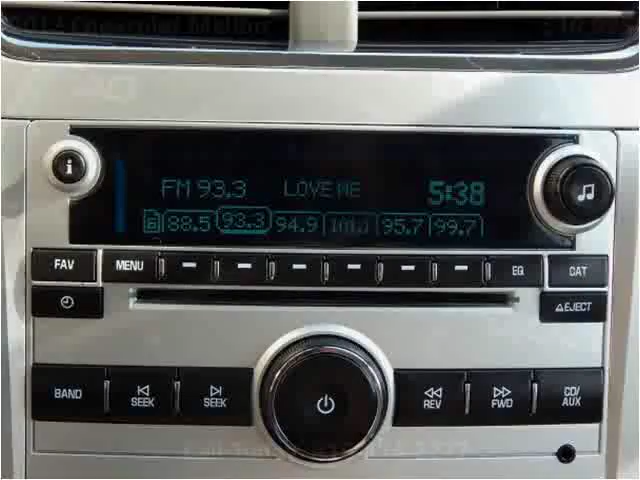 FM 93.3 LOVE ME 5:38
88.5 93.3 94.9 95.7 99.7
FAV MENU EQ CAT
EJECT
BAND SEEK SEEK REV FWD CD/
AUX